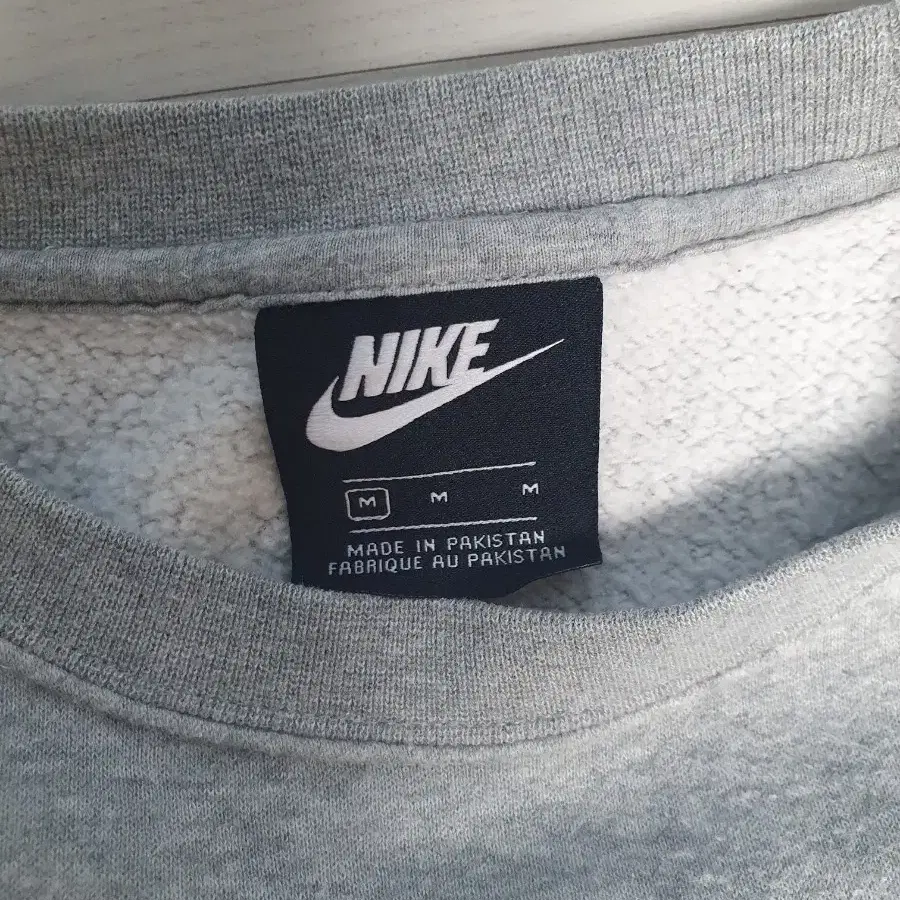 NIKE
M M M
MADE IN PAKISTAN
FABRIQUE AU PAKISTAN